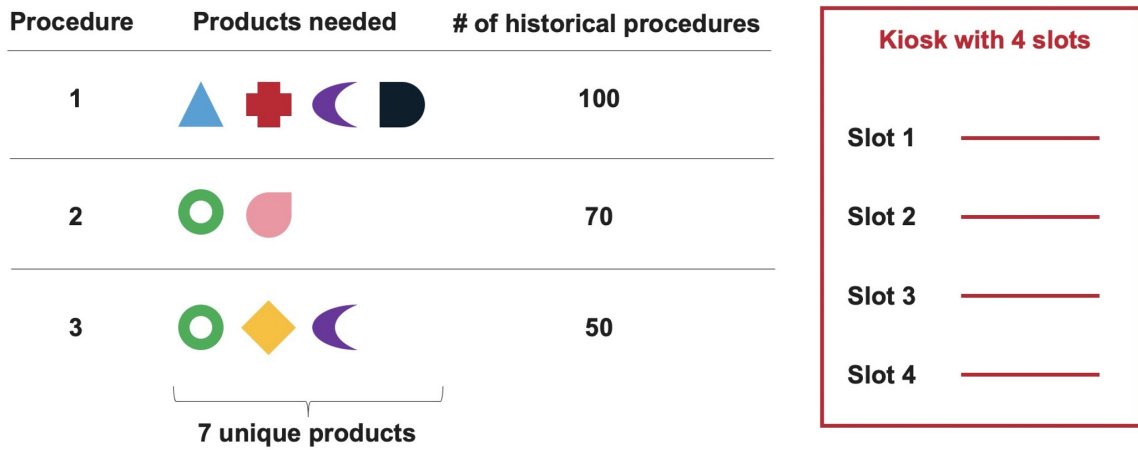 Procedure Products needed # of historical procedures
1 100
2 70
3 50
7 unique products
Kiosk with 4 slots
Slot 1
Slot 2
Slot 3
Slot 4